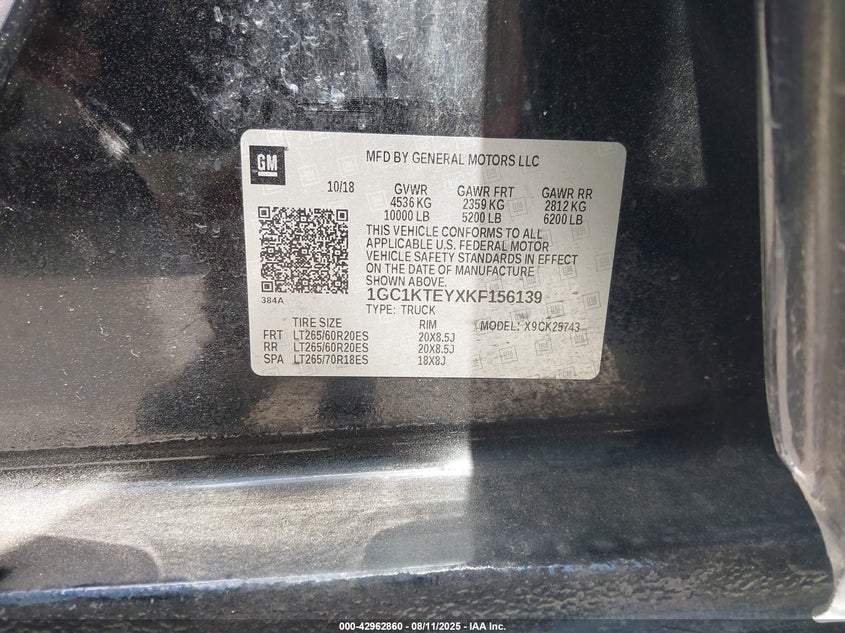 GM
MFD BY GENERAL MOTORS LLC
10/18 GVWR GAWR FRT GAWR RR
4536 KG 2359 KG 2812 KG
10000 LB 5200 LB 6200 LB
THIS VEHICLE CONFORMS TO ALL
APPLICABLE U.S. FEDERAL MOTOR
VEHICLE SAFETY STANDARDS IN EFFECT
ON THE DATE OF MANUFACTURE
SHOWN ABOVE.
384A
1GC1KTEYXKF156139
TYPE: TRUCK
TIRE SIZE RIM MODEL: X9CK25743
FRT LT265/60R20ES 20X8.5J
RR LT265/60R20ES 20X8.5J
SPA LT265/70R18ES 18X8J
000-42962860 - 08/11/2025 - IAA Inc.